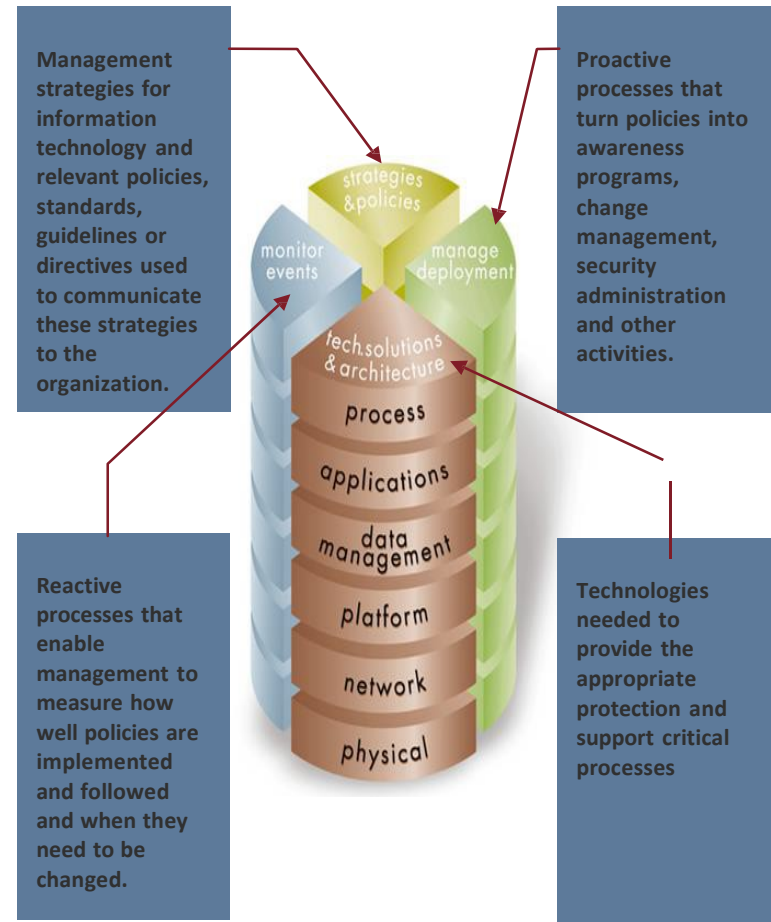 Management
strategies for
information
technology and
relevant policies,
standards,
guidelines or
directives used
to communicate
these strategies
to the
organization.
Proactive
processes that
turn policies into
awareness
programs,
change
management,
security
administration
and other
activities.
strategies
& policies
monitor
events
manage
deployment
tech.solutions
& architecture
process
applications
data
management
platform
network
physical
Reactive
processes that
enable
management to
measure how
well policies are
implemented
and followed
and when they
need to be
changed.
Technologies
needed to
provide the
appropriate
protection and
support critical
processes